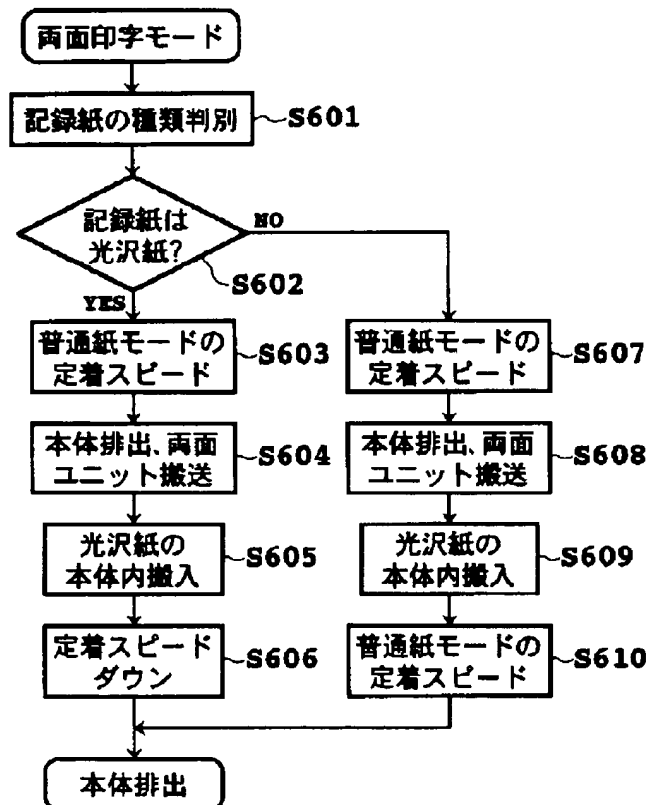 両面印字モード
記録紙の種類判別
S601
記録紙は
光沢紙?
NO
S602
YES
普通紙モードの
定着スピード
S603
本体排出、両面
ユニット搬送
S604
光沢紙の
本体内搬入
S605
定着スピード
ダウン
S606
普通紙モードの
定着スピード
S607
本体排出、両面
ユニット搬送
S608
光沢紙の
本体内搬入
S609
普通紙モードの
定着スピード
S610
本体排出